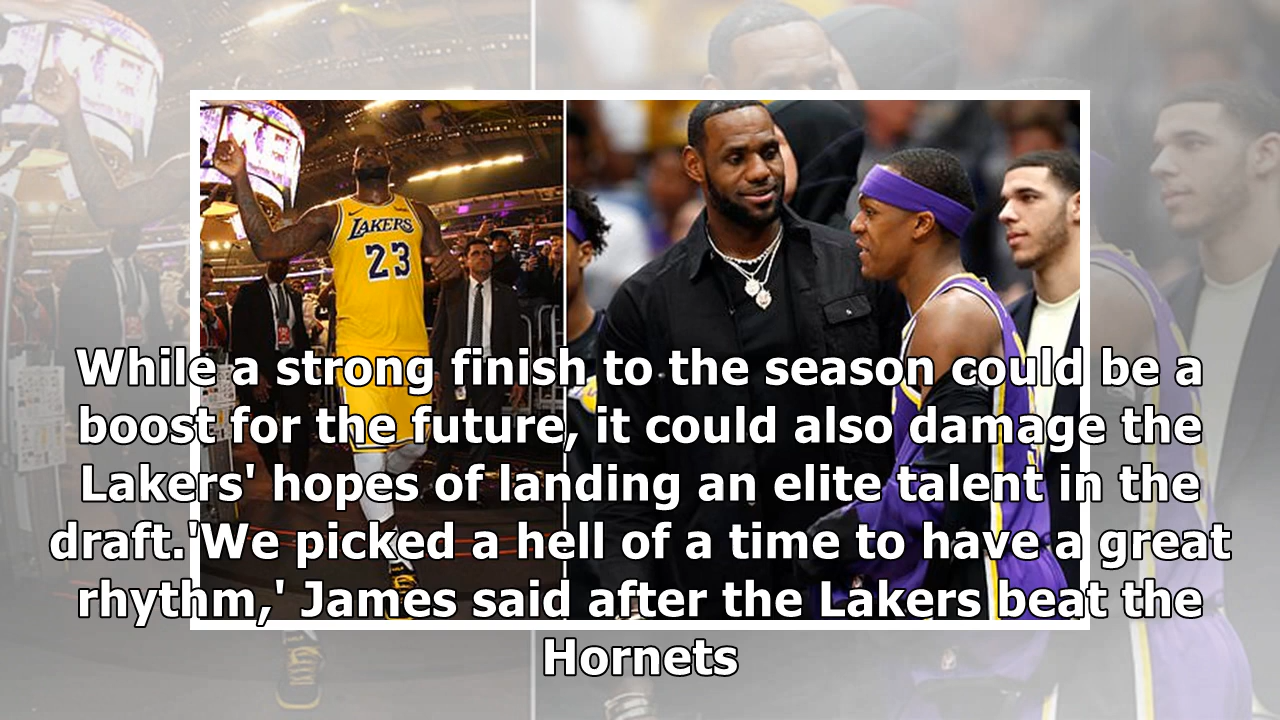 LAKERS
23
While a strong finish to the season could be a
boost for the future, it could also damage the
Lakers' hopes of landing an elite talent in the
draft.'We picked a hell of a time to have a great
rhythm,' James said after the Lakers beat the
Hornets